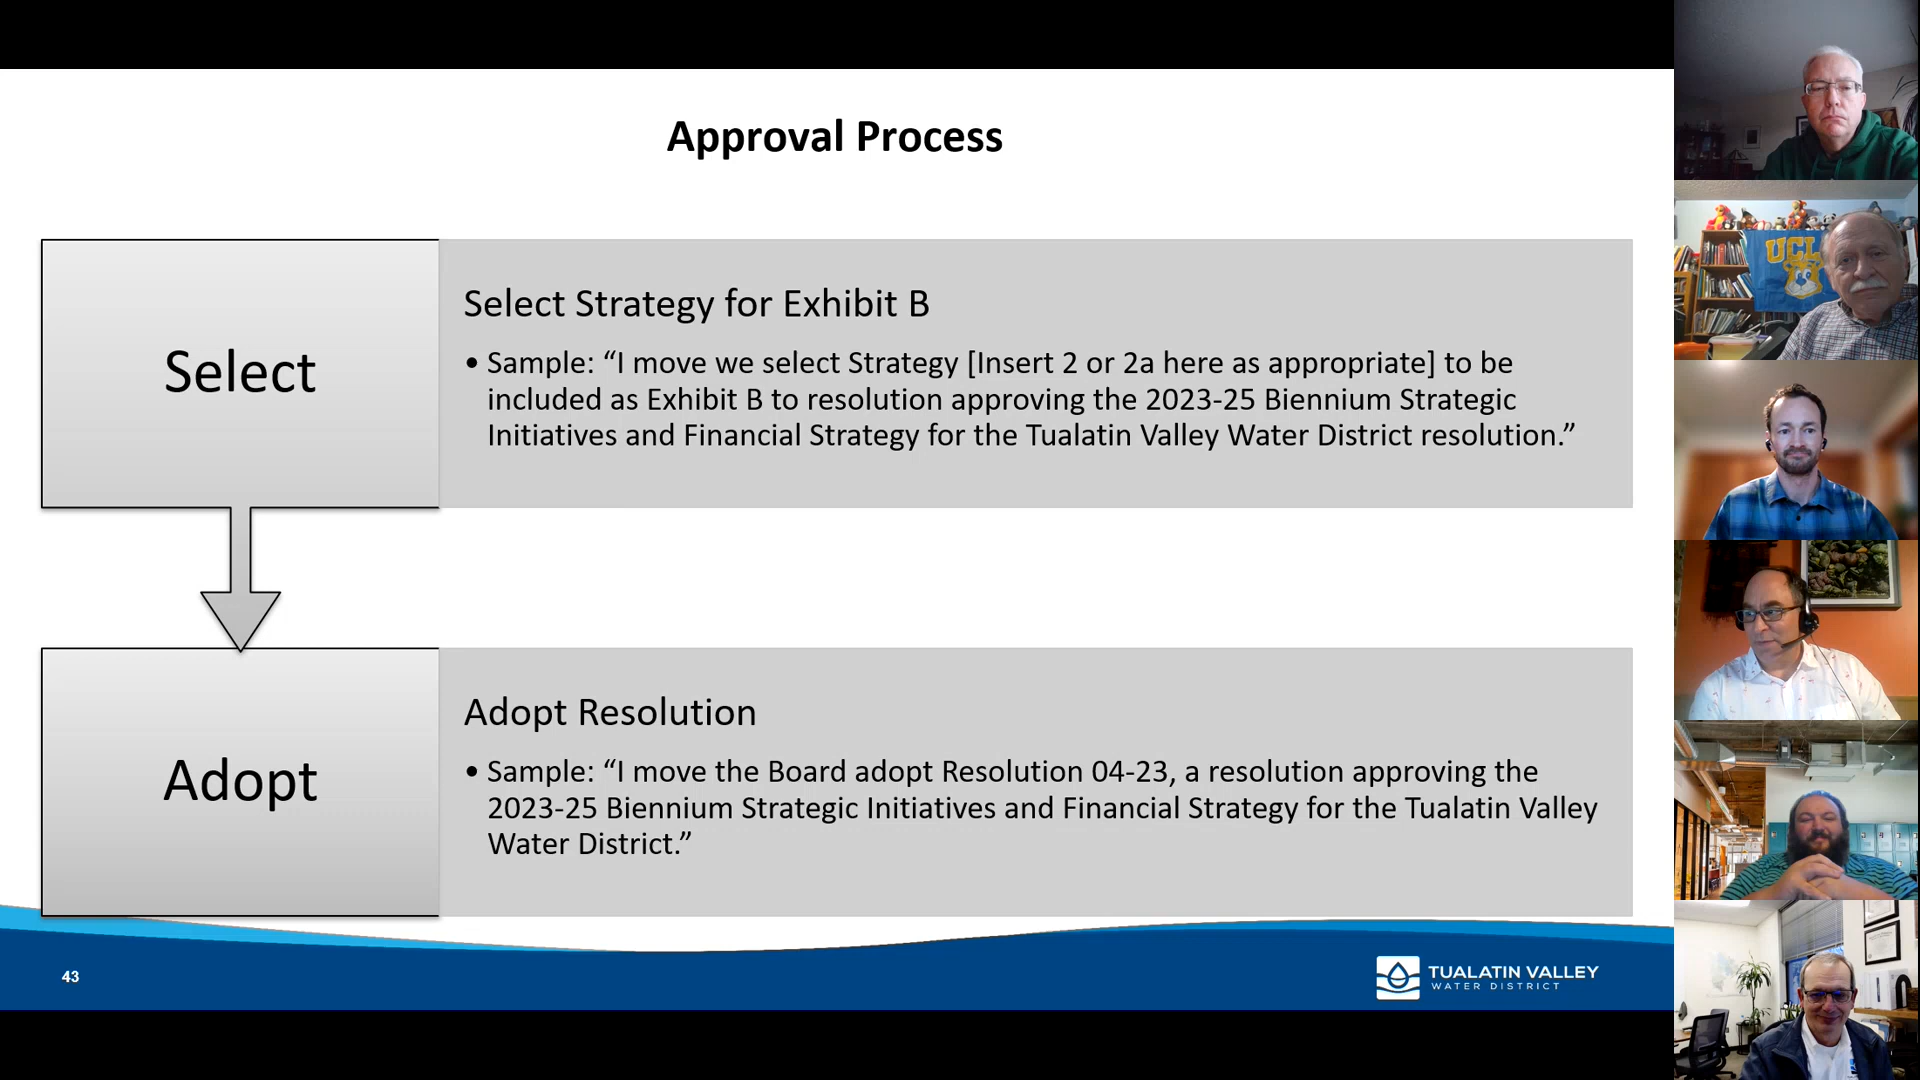 Approval Process
Select
Select Strategy for Exhibit B
• Sample: “I move we select Strategy [Insert 2 or 2a here as appropriate] to be
included as Exhibit B to resolution approving the 2023-25 Biennium Strategic
Initiatives and Financial Strategy for the Tualatin Valley Water District resolution.”
Adopt
Adopt Resolution
• Sample: “I move the Board adopt Resolution 04-23, a resolution approving the
2023-25 Biennium Strategic Initiatives and Financial Strategy for the Tualatin Valley
Water District.”
43
TUALATIN VALLEY
WATER DISTRICT
UCL